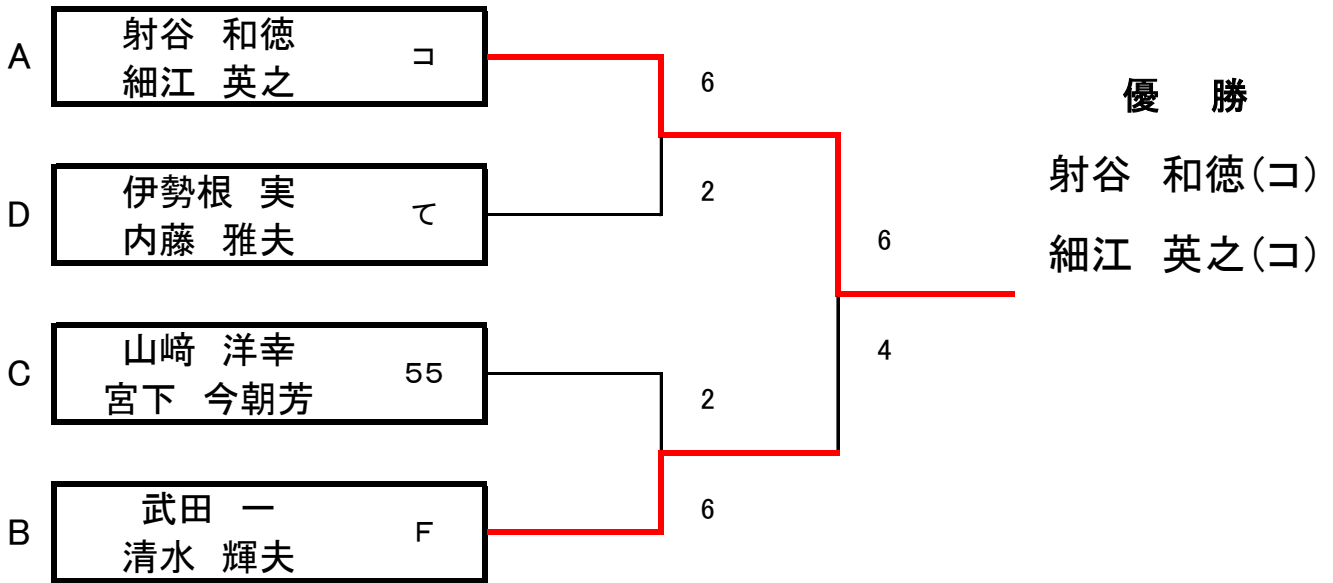 A
射谷　和徳
細江　英之
コ
6
D
伊勢根　実
内藤　雅夫
て
2
6
C
山﨑　洋幸
宮下　今朝芳
55
2
4
B
武田　一
清水　輝夫
F
6
優　勝
射谷　和徳(コ)
細江　英之(コ)